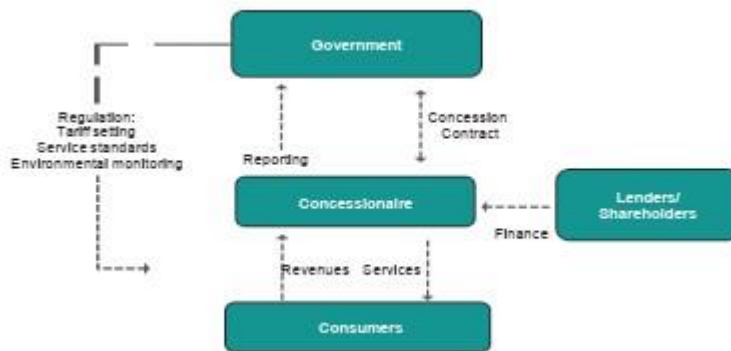 Government
Regulation:
Tariff setting
Service standards
Environmental monitoring
Concession
Contract
Reporting
Concessionaire
Lenders/
Shareholders
Finance
Revenues
Services
Consumers